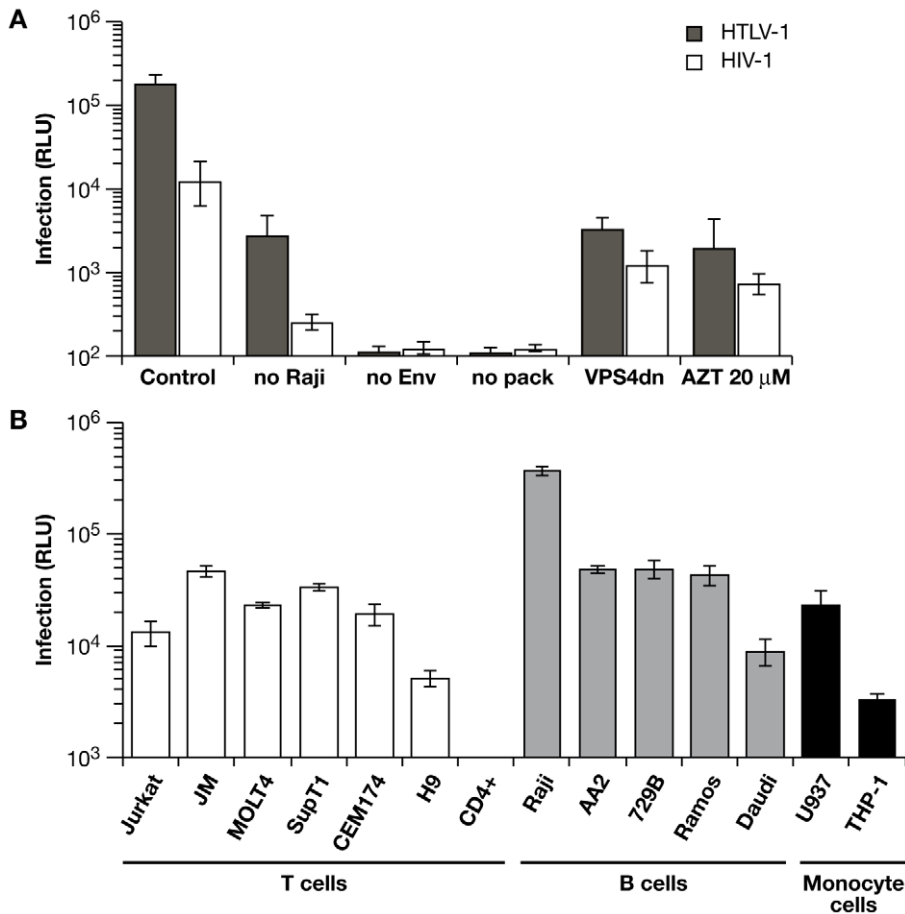 A
HTLV-1
HIV-1
Infection (RLU)
10⁶
10⁵
10⁴
10³
10²
Control no Raji no Env no pack VPS4dn AZT 20 μM
B
Infection (RLU)
10⁶
10⁵
10⁴
10³
Jurkat JM MOLT4 SupT1 CEM174 H9 CD4+ Raji AA2 729B Ramos Daudi U937 THP-1
T cells B cells Monocyte
cells